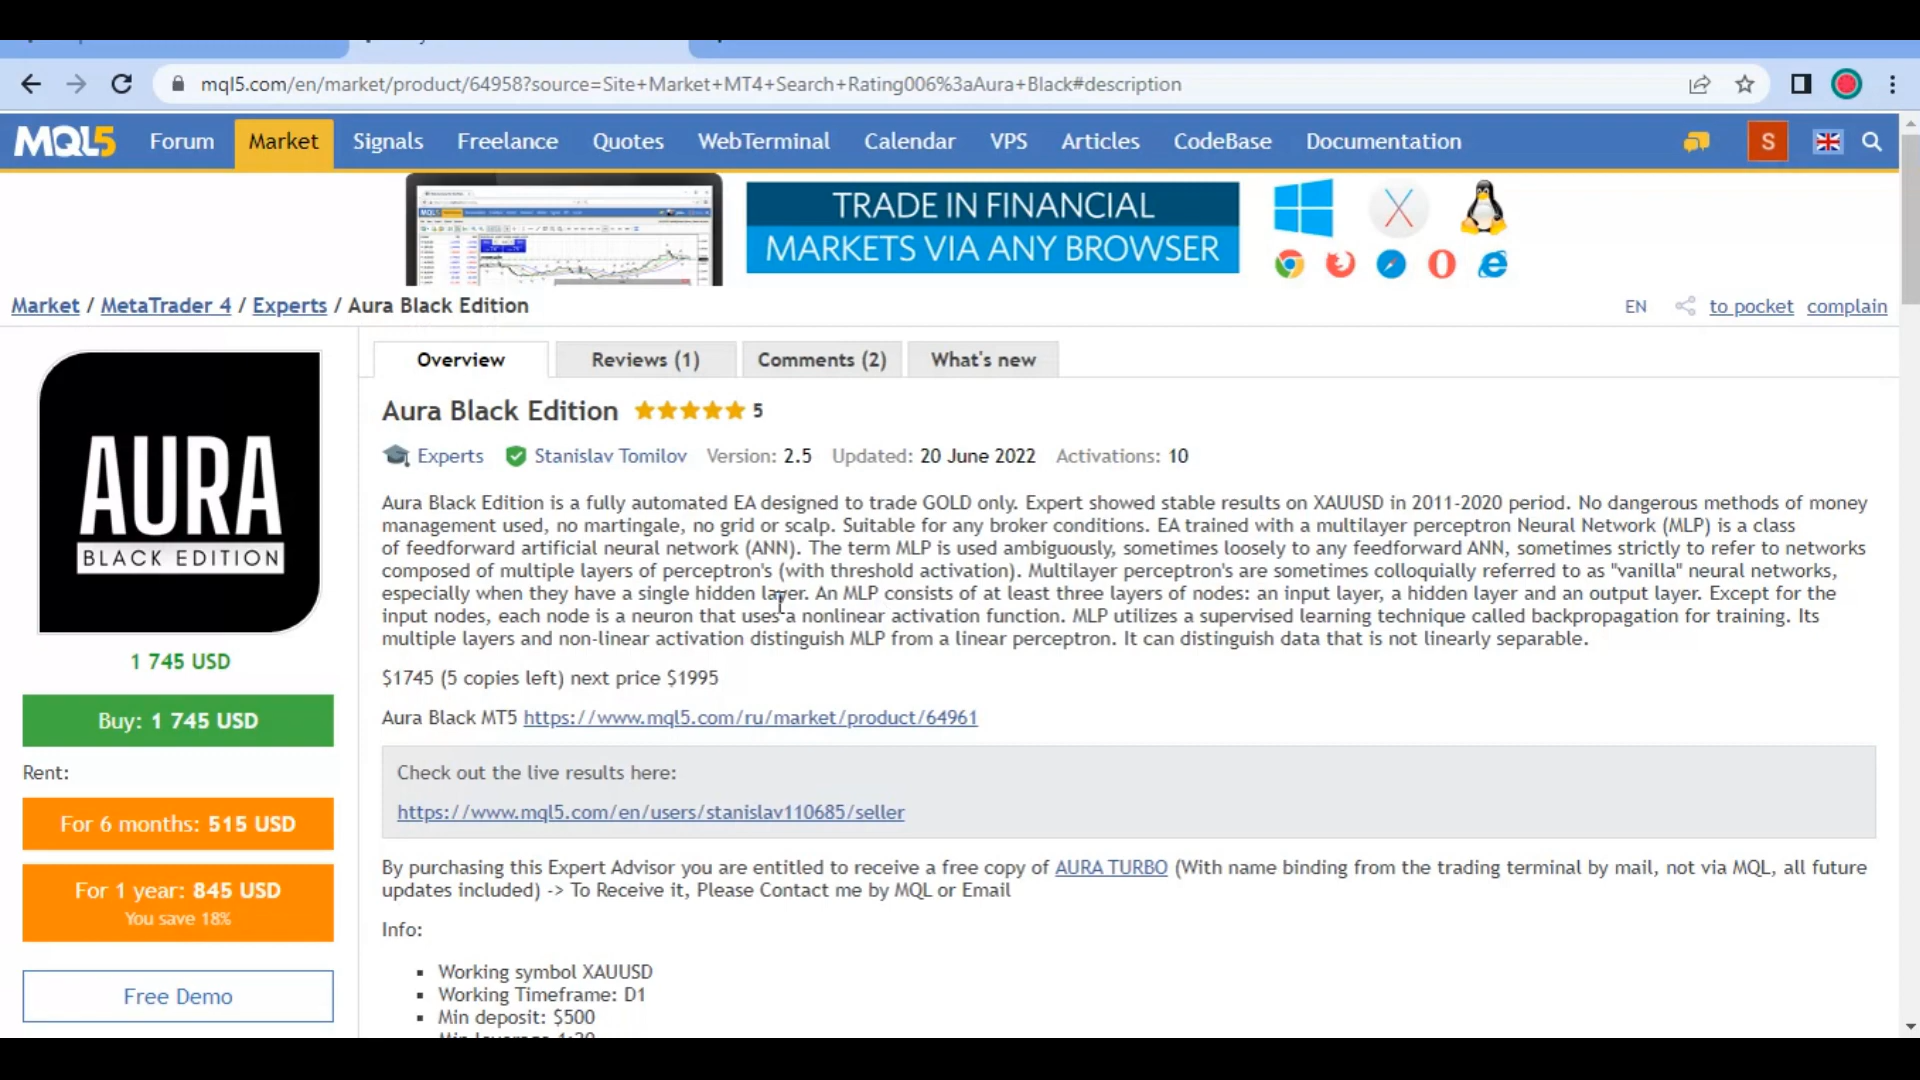 mql5.com/en/market/product/64958?source=Site+Market+MT4+Search+Rating006%3aAura+Black#description
MQL5 Forum Market Signals Freelance Quotes WebTerminal Calendar VPS Articles CodeBase Documentation S
TRADE IN FINANCIAL
MARKETS VIA ANY BROWSER
Market / MetaTrader 4 / Experts / Aura Black Edition EN to pocket complain
Overview Reviews (1) Comments (2) What's new
AURA
BLACK EDITION
1 745 USD
Buy: 1 745 USD
Rent:
For 6 months: 515 USD
For 1 year: 845 USD
You save 18%
Free Demo
Aura Black Edition 5
Experts Stanislav Tomilov Version: 2.5 Updated: 20 June 2022 Activations: 10
Aura Black Edition is a fully automated EA designed to trade GOLD only. Expert showed stable results on XAUUSD in 2011-2020 period. No dangerous methods of money
management used, no martingale, no grid or scalp. Suitable for any broker conditions. EA trained with a multilayer perceptron Neural Network (MLP) is a class
of feedforward artificial neural network (ANN). The term MLP is used ambiguously, sometimes loosely to any feedforward ANN, sometimes strictly to refer to networks
composed of multiple layers of perceptron's (with threshold activation). Multilayer perceptron's are sometimes colloquially referred to as "vanilla" neural networks,
especially when they have a single hidden layer. An MLP consists of at least three layers of nodes: an input layer, a hidden layer and an output layer. Except for the
input nodes, each node is a neuron that uses a nonlinear activation function. MLP utilizes a supervised learning technique called backpropagation for training. Its
multiple layers and non-linear activation distinguish MLP from a linear perceptron. It can distinguish data that is not linearly separable.
$1745 (5 copies left) next price $1995
Aura Black MT5 https://www.mql5.com/ru/market/product/64961
Check out the live results here:
https://www.mql5.com/en/users/stanislav110685/seller
By purchasing this Expert Advisor you are entitled to receive a free copy of AURA TURBO (With name binding from the trading terminal by mail, not via MQL, all future
updates included) -> To Receive it, Please Contact me by MQL or Email
Info:
Working symbol XAUUSD
Working Timeframe: D1
Min deposit: $500